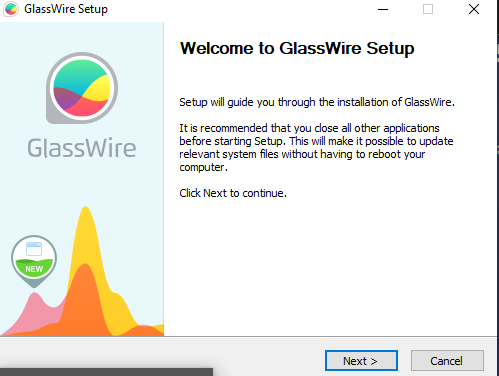 GlassWire Setup
Welcome to GlassWire Setup
GlassWire
Setup will guide you through the installation of GlassWire.
It is recommended that you close all other applications
before starting Setup. This will make it possible to update
relevant system files without having to reboot your
computer.
Click Next to continue.
NEW
Next >
Cancel